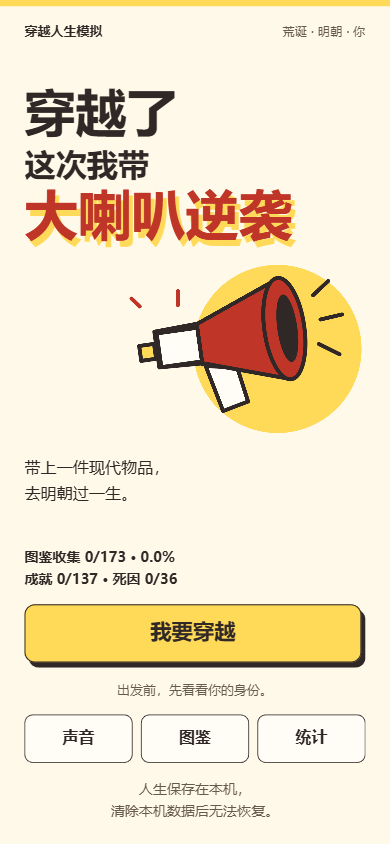 穿越人生模拟
荒诞 · 明朝 · 你
穿越了
这次我带
大喇叭逆袭
带上一件现代物品，
去明朝过一生。
图鉴收集 0/173 • 0.0%
成就 0/137 • 死因 0/36
我要穿越
出发前，先看看你的身份。
声音
图鉴
统计
人生保存在本机，
清除本机数据后无法恢复。